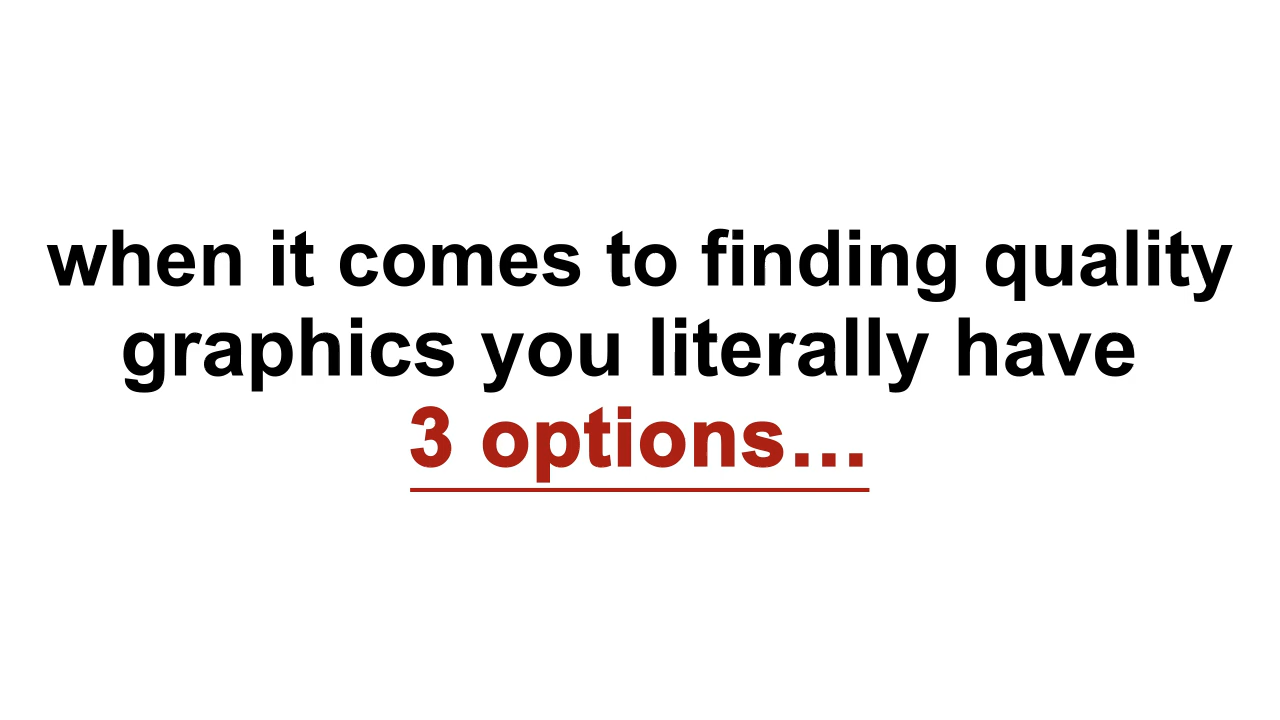 when it comes to finding quality
graphics you literally have
3 options...